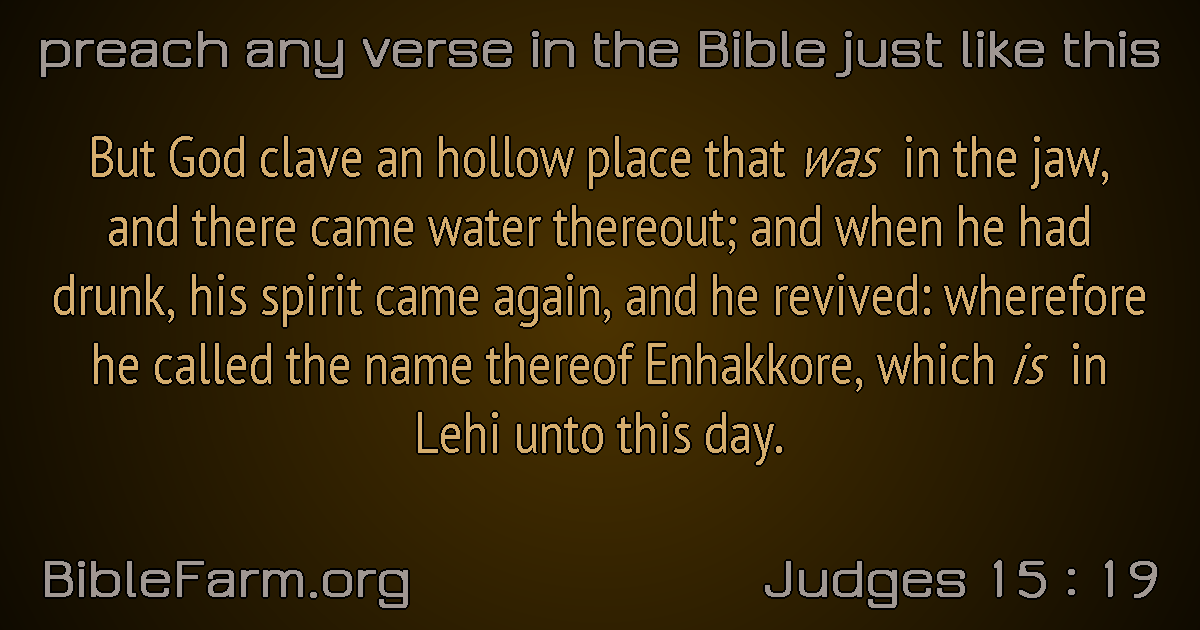 preach any verse in the Bible just like this
But God clave an hollow place that was in the jaw,
and there came water thereout; and when he had
drunk, his spirit came again, and he revived: wherefore
he called the name thereof Enhakkore, which is in
Lehi unto this day.
BibleFarm.org
Judges 15 : 19